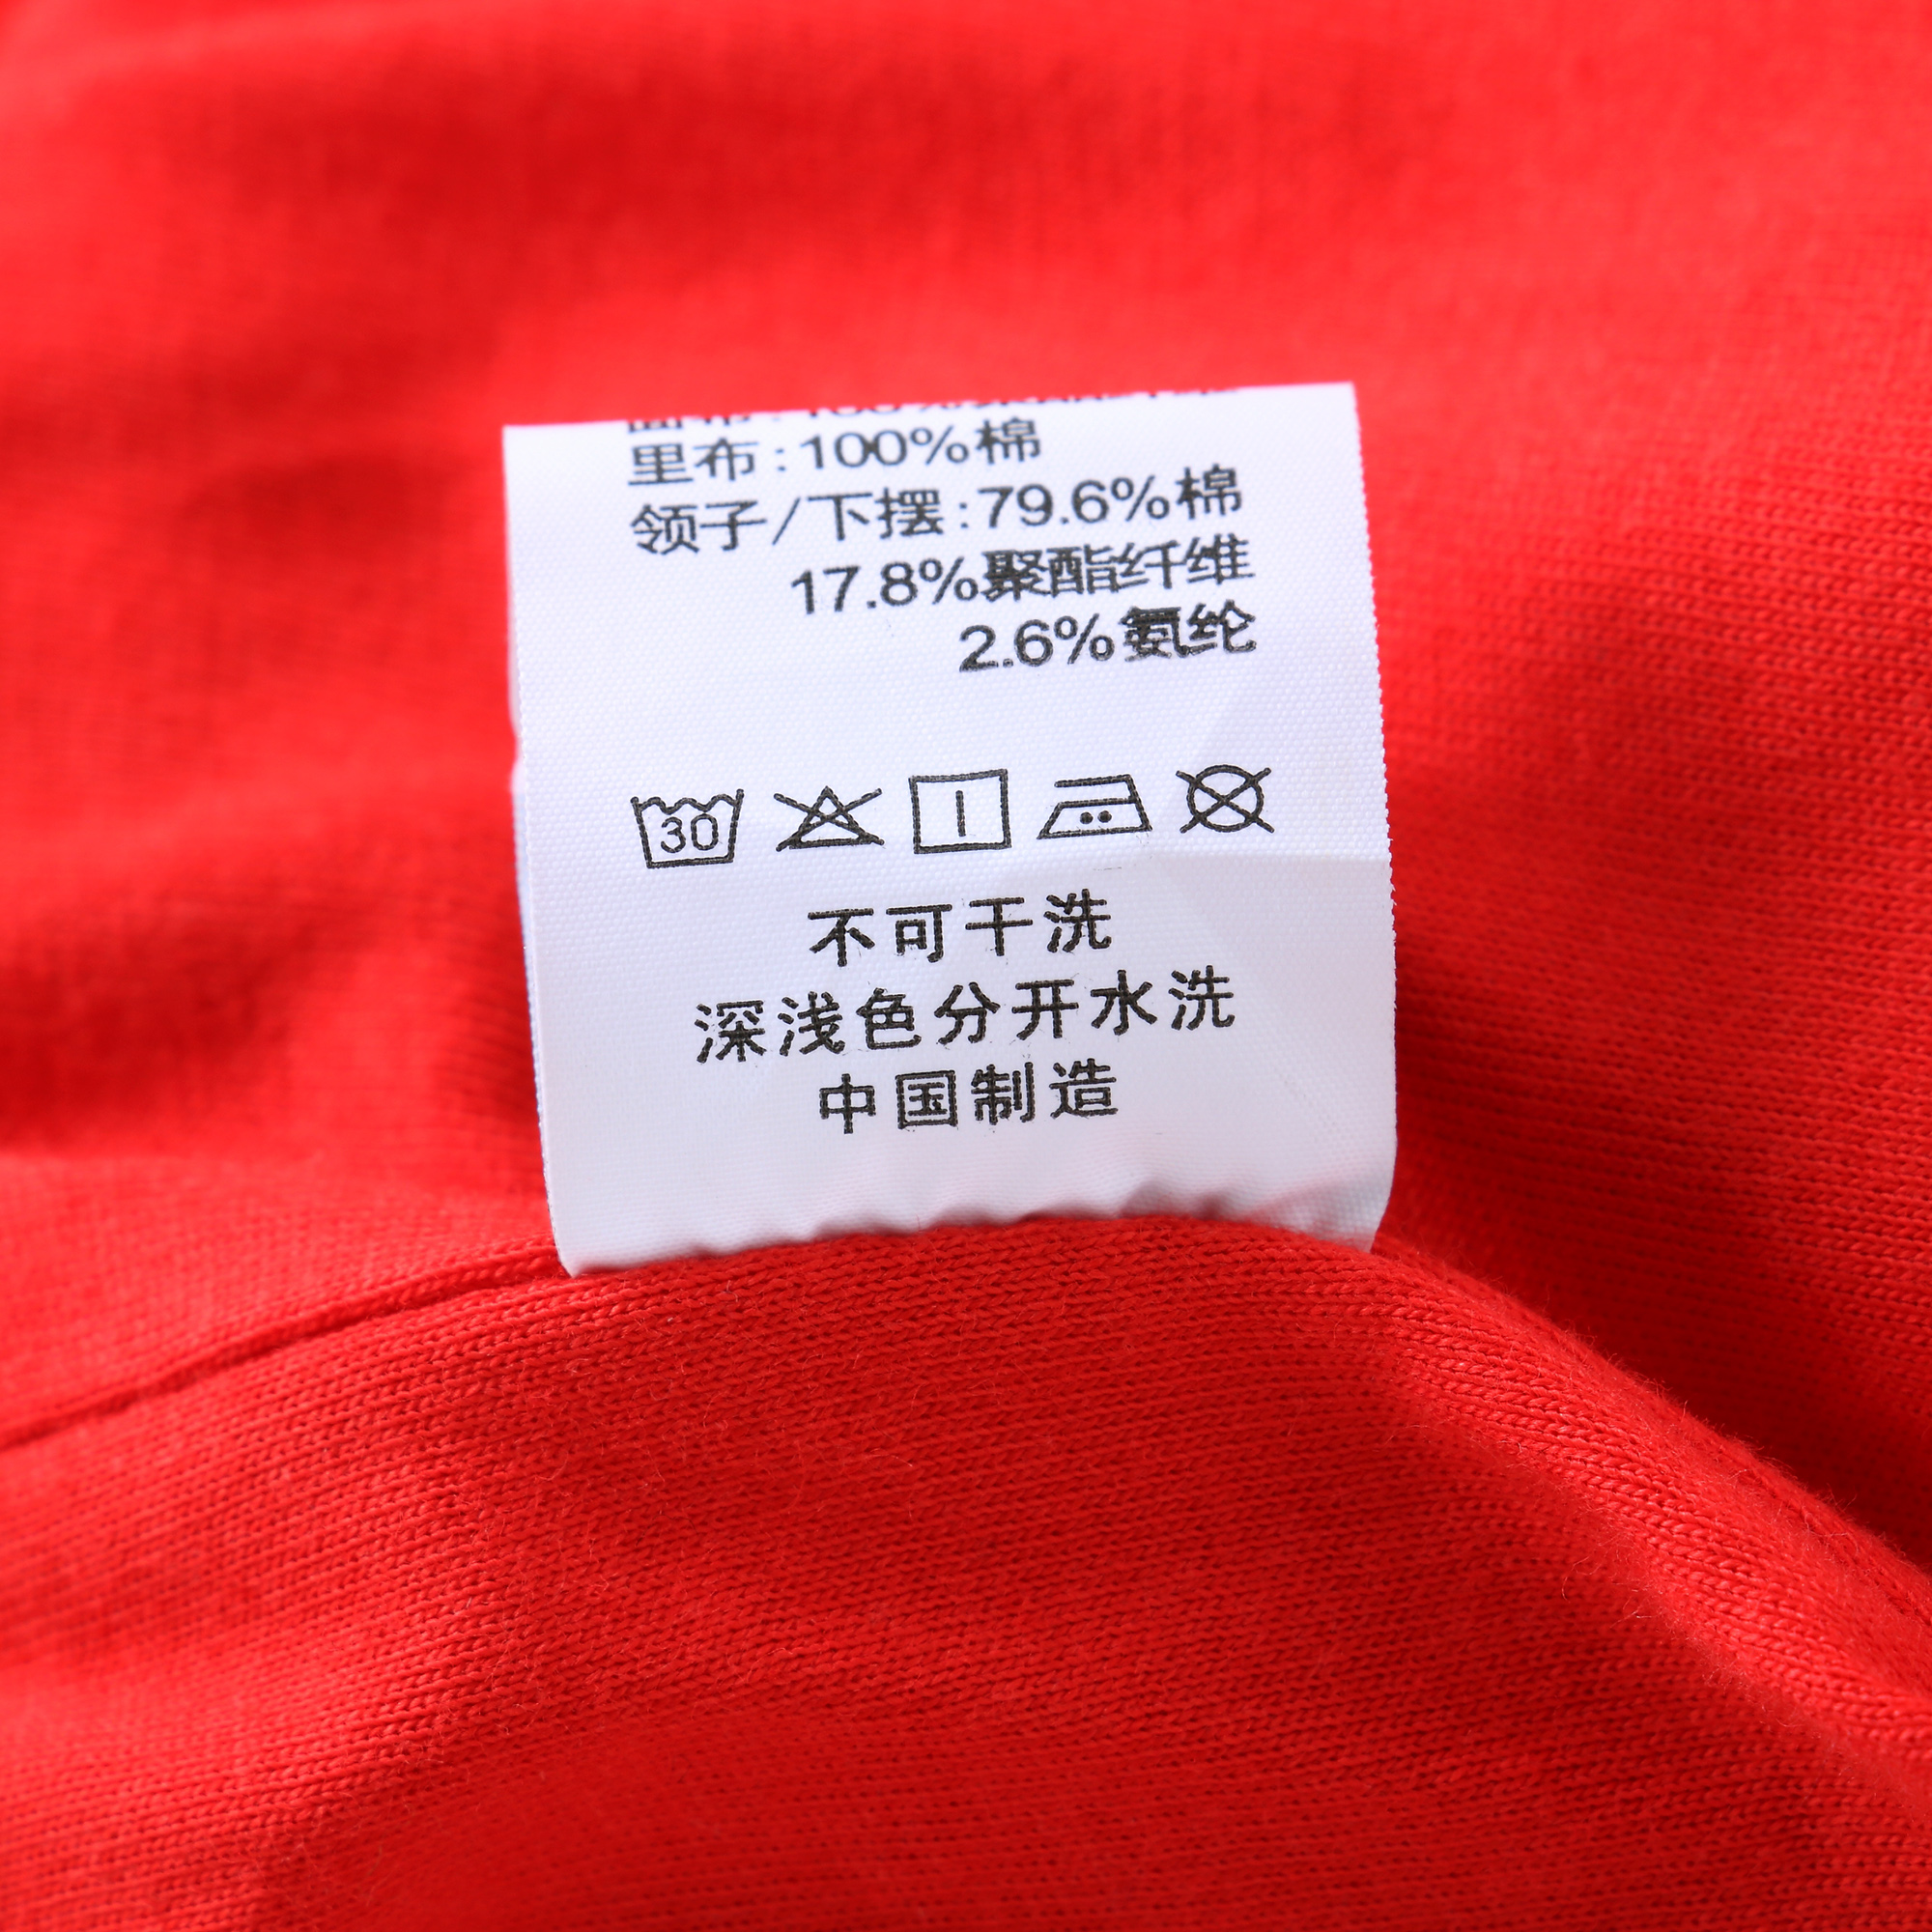 里布:100%棉
领子/下摆:79.6%棉
17.8%聚酯纤维
2.6%氨纶
30
不可干洗
深浅色分开水洗
中国制造